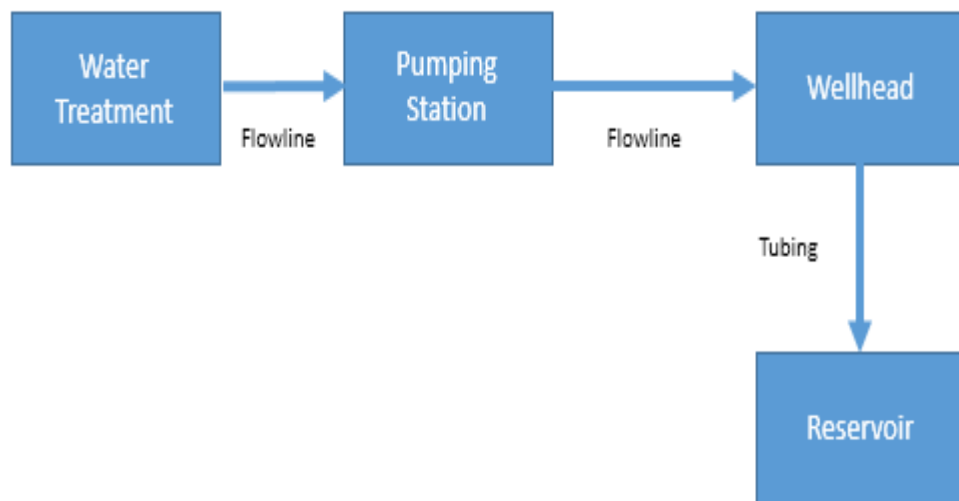 Water
Treatment
Flowline
Pumping
Station
Flowline
Wellhead
Tubing
Reservoir